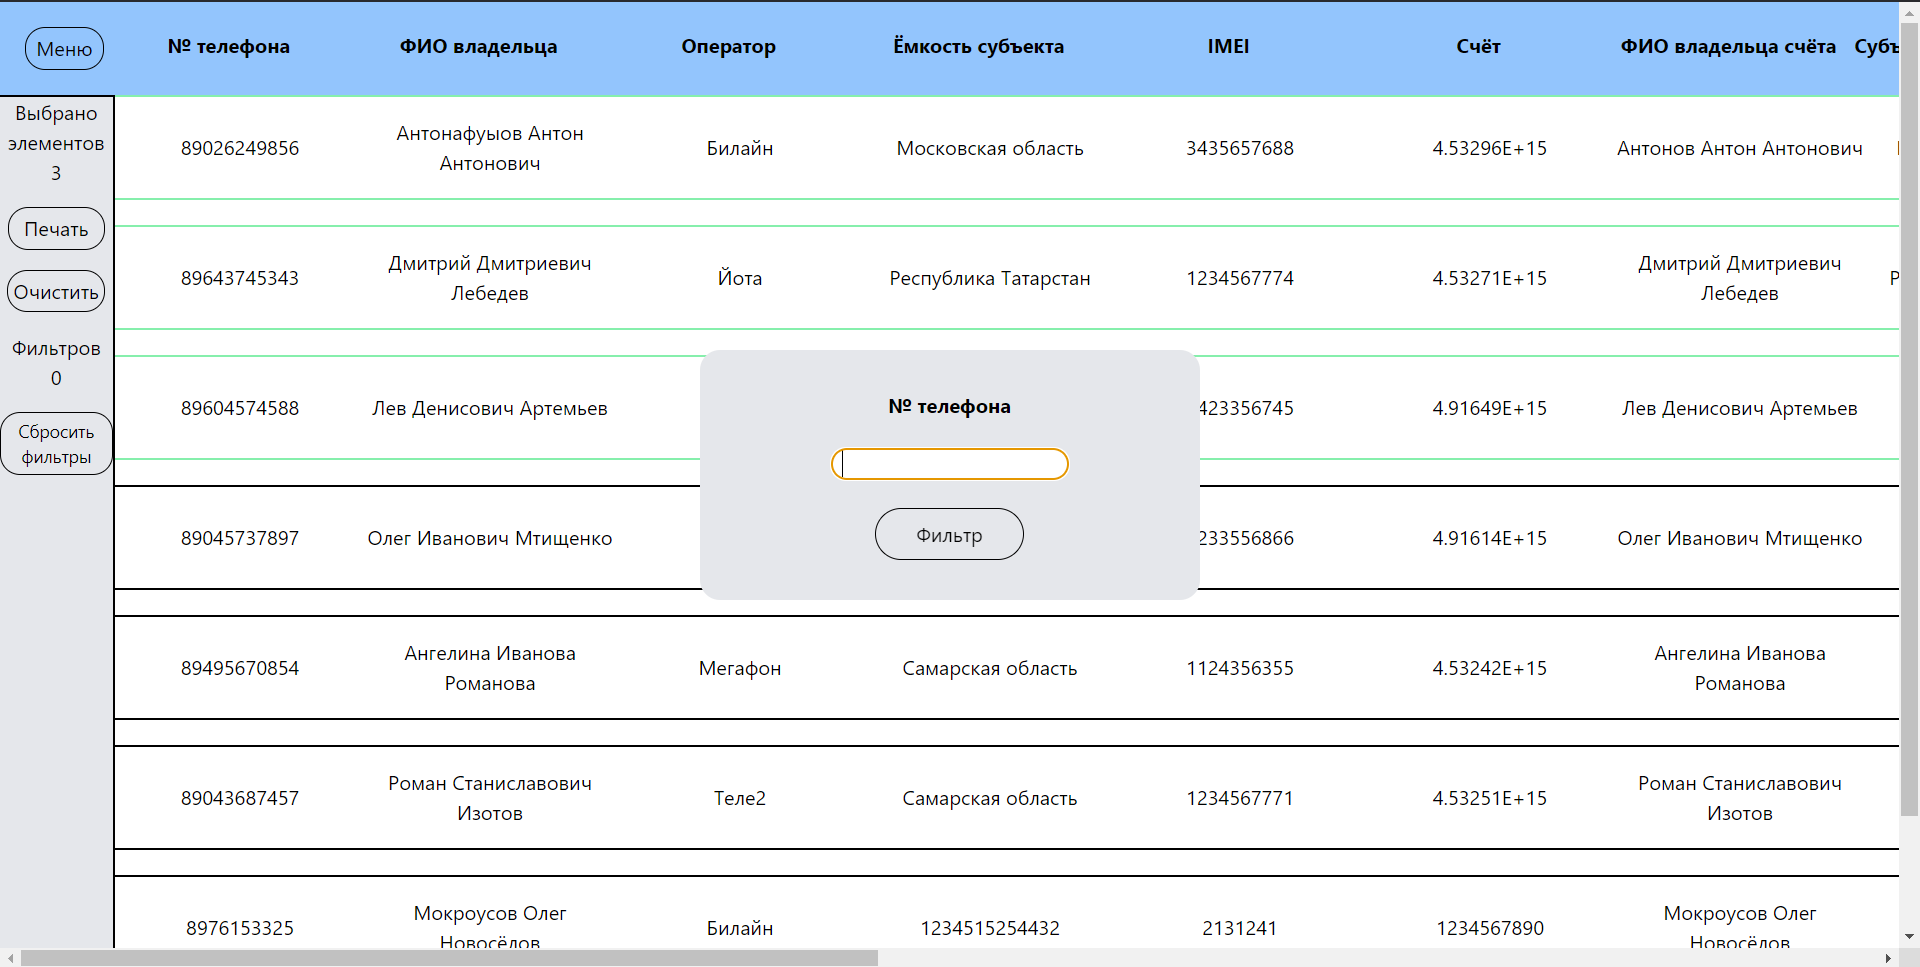 Меню
№ телефона ФИО владельца Оператор Ёмкость субъекта IMEI Счёт ФИО владельца счёта
Выбрано
элементов
3
Печать
Очистить
Фильтров
0
Сбросить
фильтры
89026249856 Антонафуыов Антон Антонович Билайн Московская область 3435657688 4.53296E+15 Антонов Антон Антонович
89643745343 Дмитрий Дмитриевич Лебедев Йота Республика Татарстан 1234567774 4.53271E+15 Дмитрий Дмитриевич Лебедев
89604574588 Лев Денисович Артемьев 423356745 4.91649E+15 Лев Денисович Артемьев
89045737897 Олег Иванович Мтищенко 233556866 4.91614E+15 Олег Иванович Мтищенко
89495670854 Ангелина Иванова Романова Мегафон Самарская область 1124356355 4.53242E+15 Ангелина Иванова Романова
89043687457 Роман Станиславович Изотов Теле2 Самарская область 1234567771 4.53251E+15 Роман Станиславович Изотов
8976153325 Мокроусов Олег Новосёлов Билайн 1234515254432 2131241 1234567890 Мокроусов Олег Новосёлов
№ телефона
Фильтр